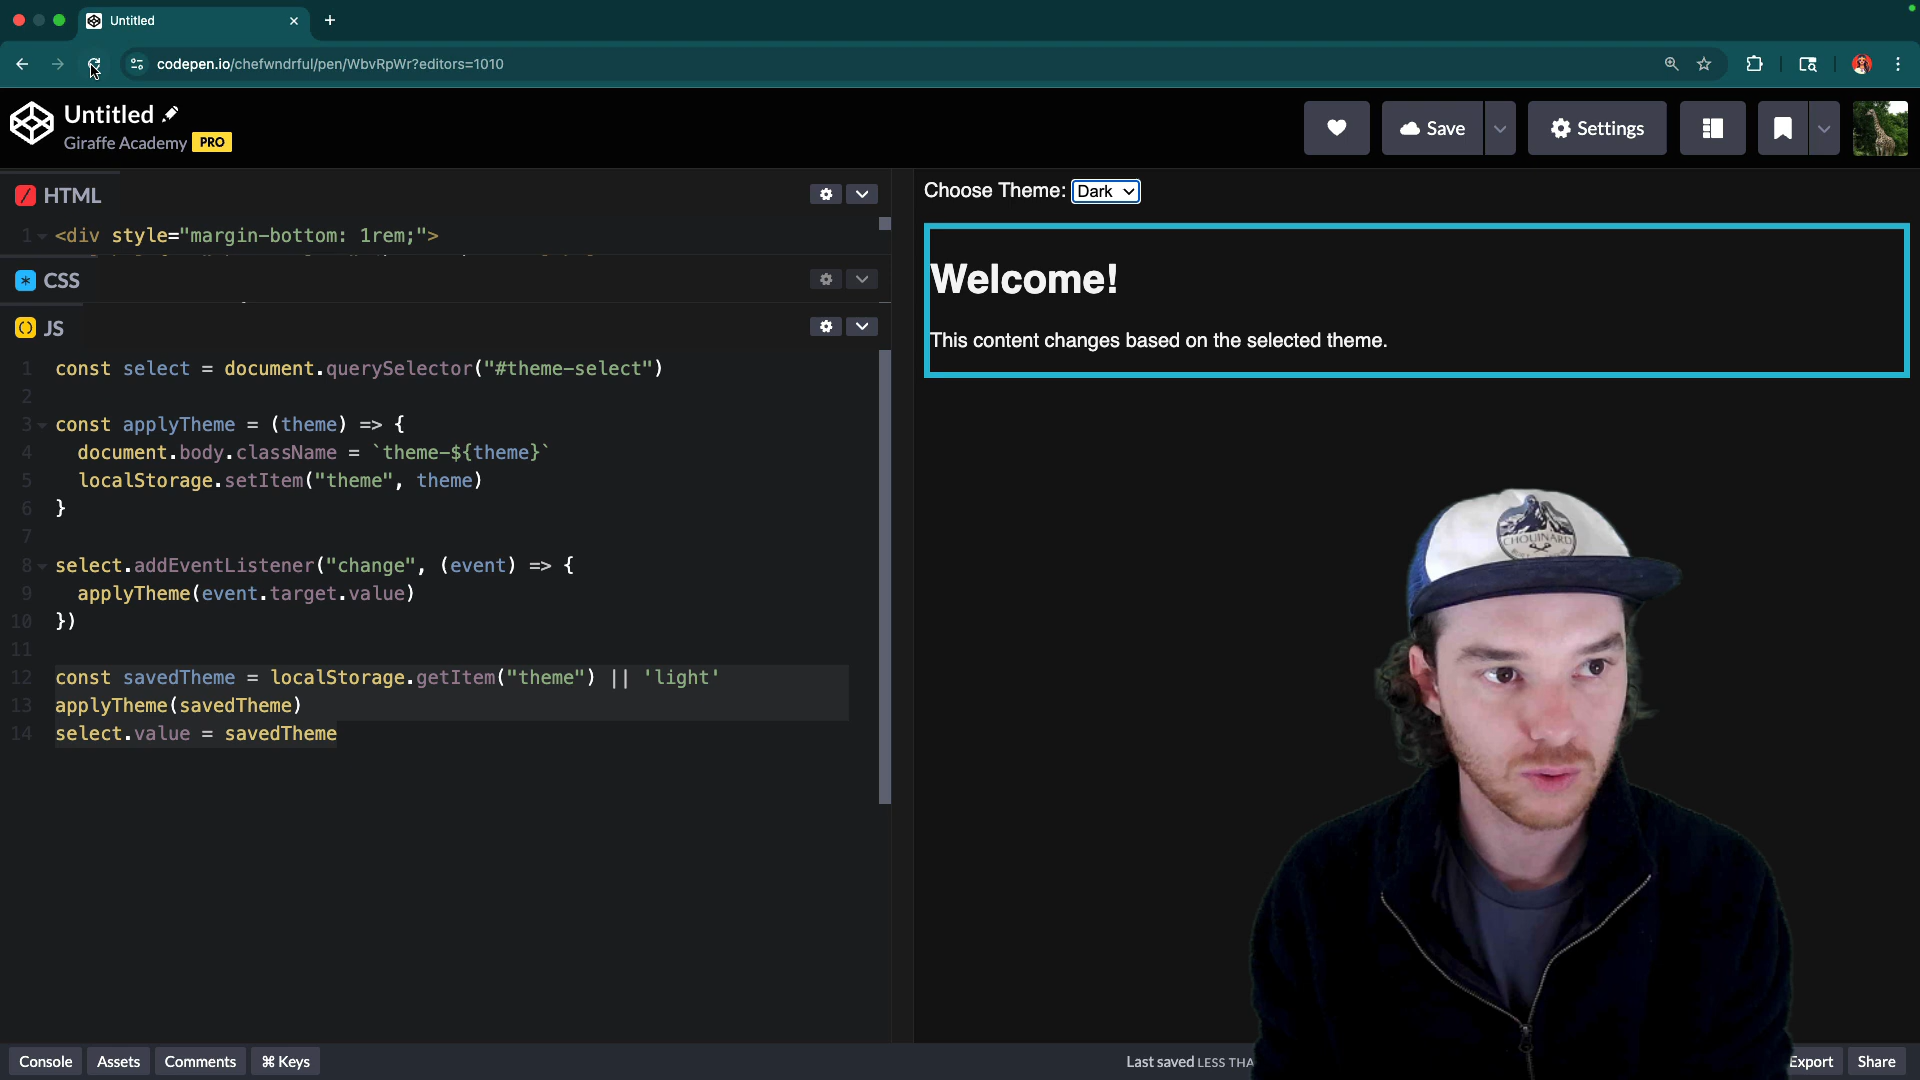 Untitled
codepen.io/chefwndrful/pen/WbvRpWr?editors=1010
Untitled
Giraffe Academy PRO
Save
Settings
HTML
1 <div style="margin-bottom: 1rem;">
CSS
JS
1 const select = document.querySelector("#theme-select")
2
3 const applyTheme = (theme) => {
4 document.body.className = `theme-${theme}`
5 localStorage.setItem("theme", theme)
6 }
7
8 select.addEventListener("change", (event) => {
9 applyTheme(event.target.value)
10 })
11
12 const savedTheme = localStorage.getItem("theme") || 'light'
13 applyTheme(savedTheme)
14 select.value = savedTheme
Choose Theme: Dark
Welcome!
This content changes based on the selected theme.
CHOUINARD
Console Assets Comments ⌘ Keys
Last saved LESS THA
Export Share